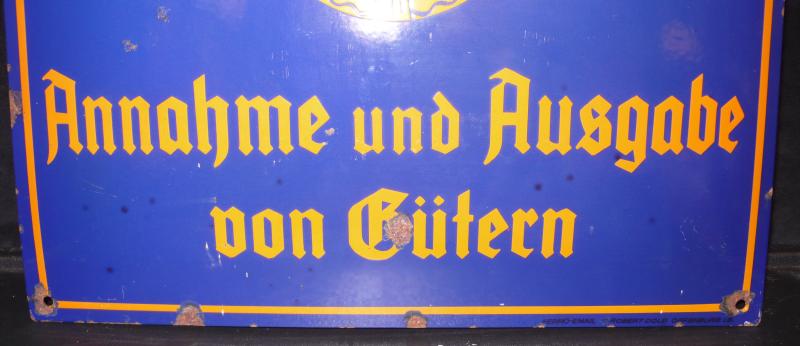 Annahme und Ausgabe
von Gütern